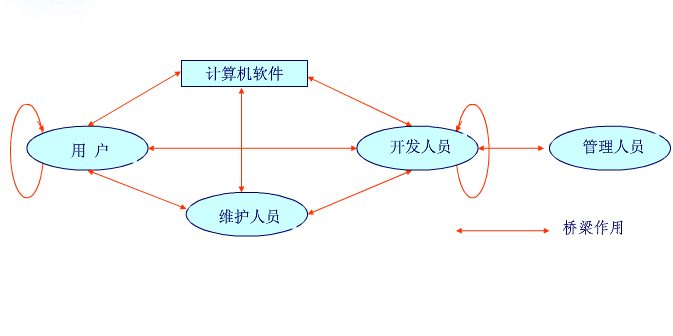 计算机软件
用 户
开发人员
管理人员
维护人员
桥梁作用